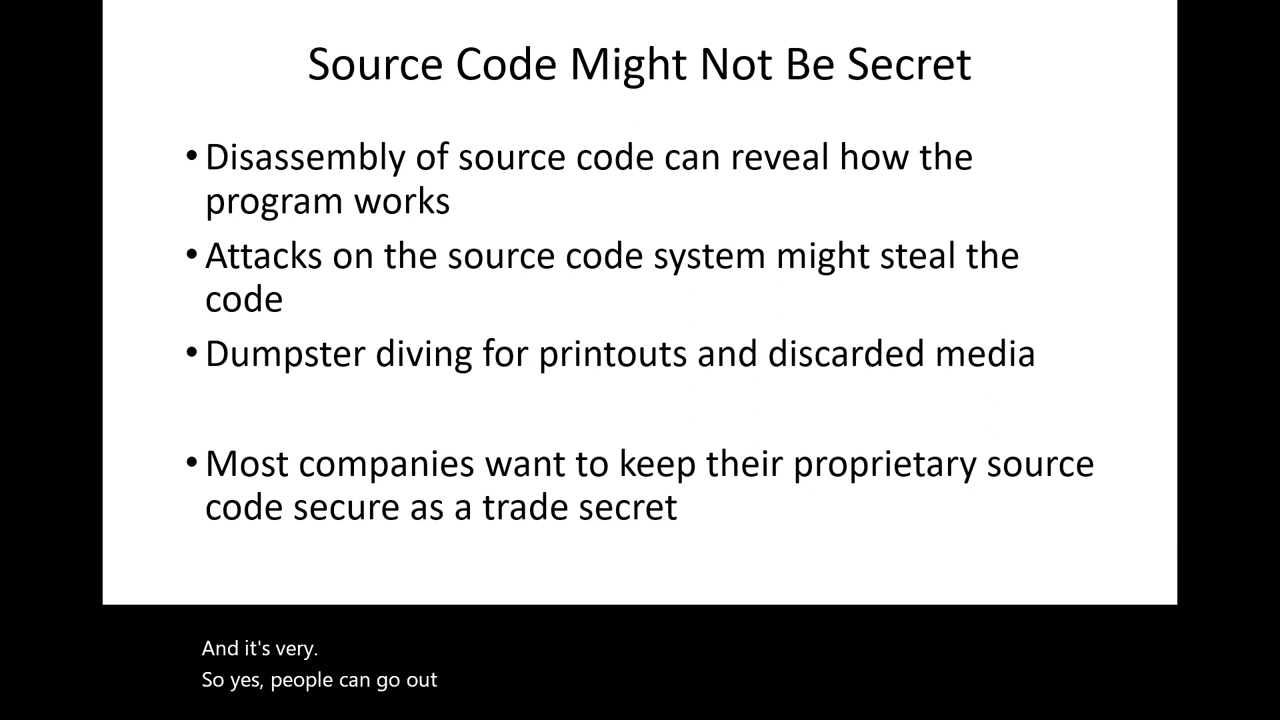 Source Code Might Not Be Secret
• Disassembly of source code can reveal how the
program works
• Attacks on the source code system might steal the
code
• Dumpster diving for printouts and discarded media
• Most companies want to keep their proprietary source
code secure as a trade secret
And it's very.
So yes, people can go out